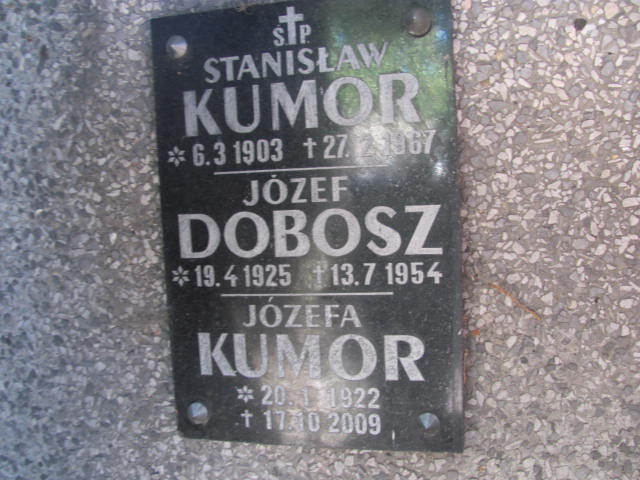 Ś†P
STANISŁAW
KUMOR
* 6.3 1903 † 27.12.1967
JÓZEF
DOBOSZ
* 19.4 1925 † 13.7 1954
JÓZEFA
KUMOR
* 20.1.1922
† 17.10 2009